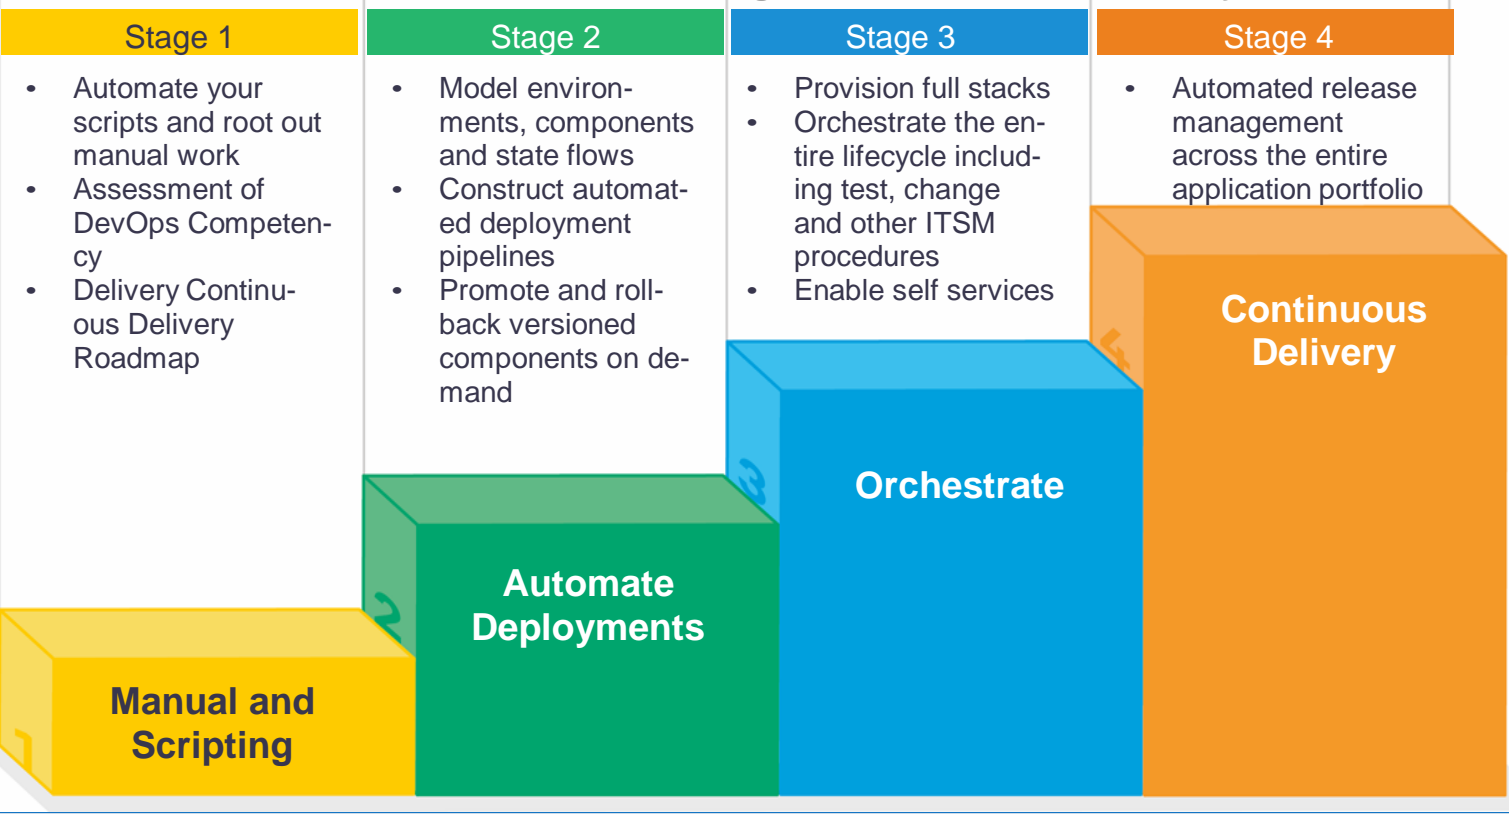 Stage 1
Stage 2
Stage 3
Stage 4
• Automate your
scripts and root out
manual work
• Assessment of
DevOps Competen-
cy
• Delivery Continu-
ous Delivery
Roadmap
• Model environ-
ments, components
and state flows
• Construct automat-
ed deployment
pipelines
• Promote and roll-
back versioned
components on de-
mand
• Provision full stacks
• Orchestrate the en-
tire lifecycle includ-
ing test, change
and other ITSM
procedures
• Enable self services
• Automated release
management
across the entire
application portfolio
1
Manual and
Scripting
2
Automate
Deployments
3
Orchestrate
4
Continuous
Delivery